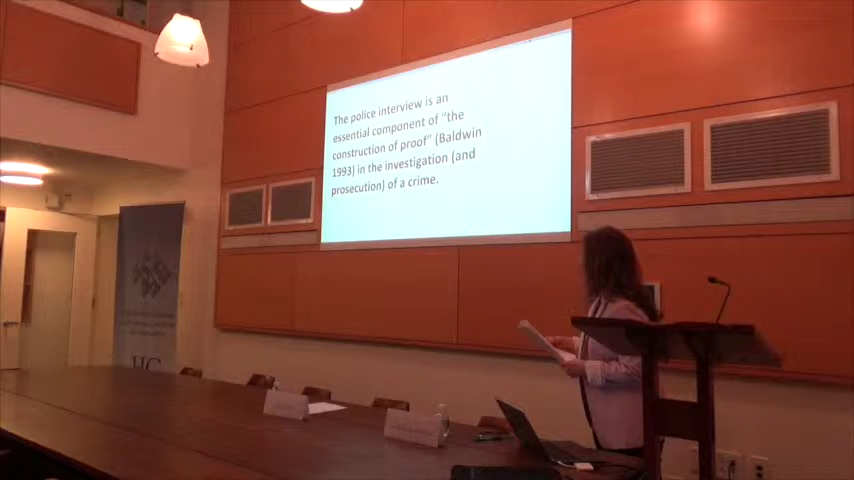 The police interview is an
essential component of "the
construction of proof" (Baldwin
1993) in the investigation (and
prosecution) of a crime.
HC